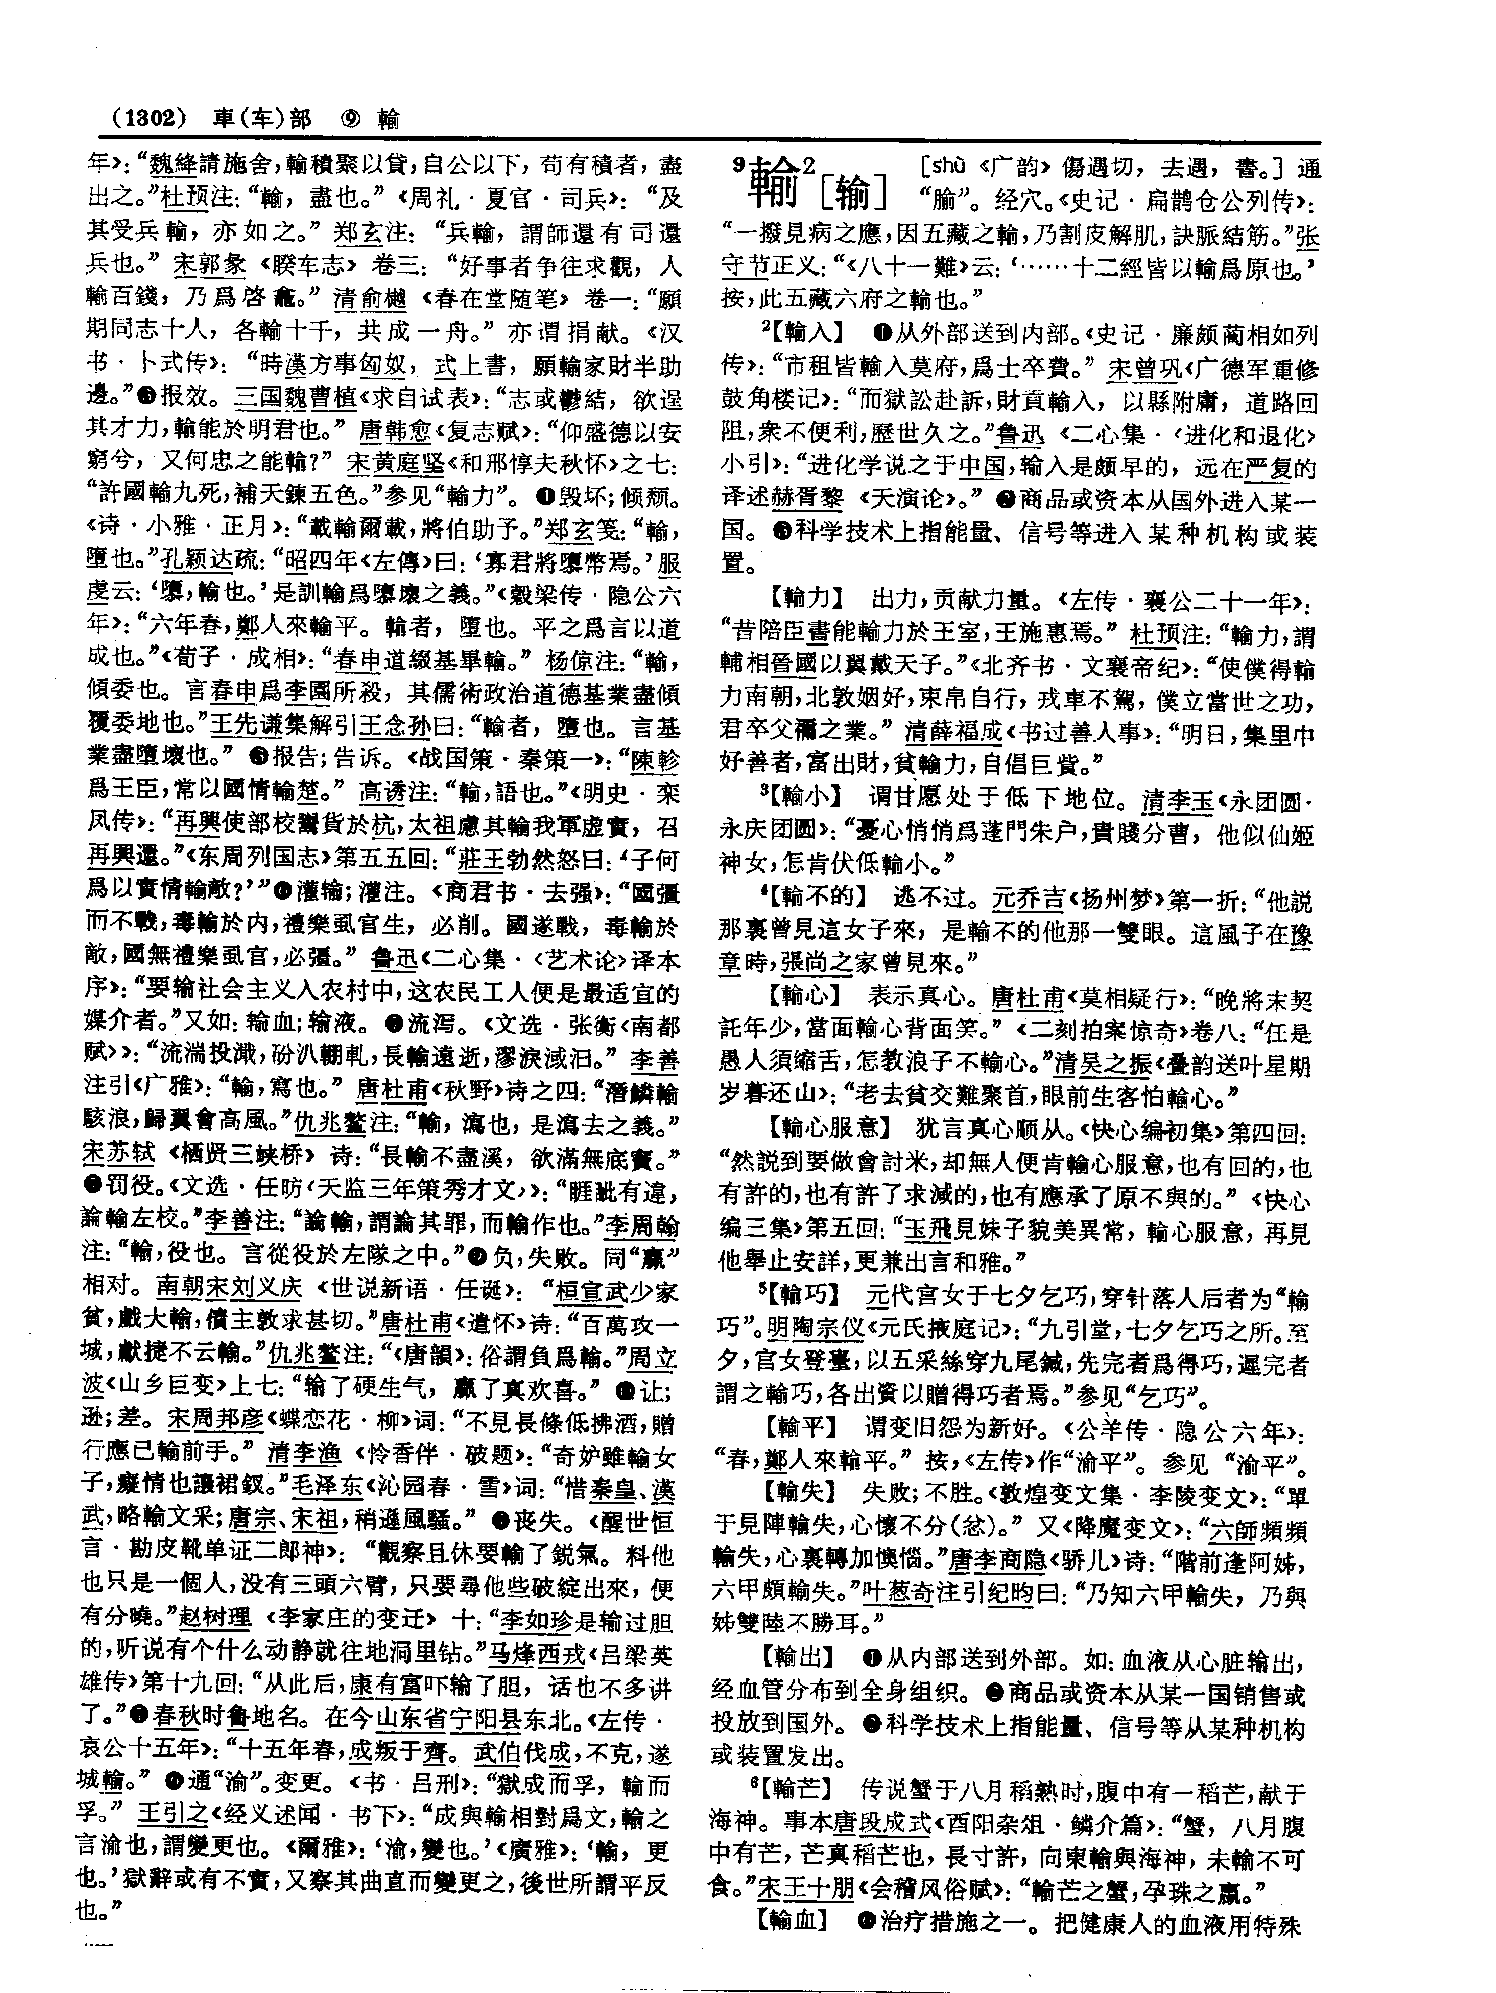 (1302) 車(车)部 ⑨ 輸
年》：“魏絳請施舍，輸積聚以貸，自公以下，苟有積者，盡
出之。”杜预注：“輸，盡也。”《周礼·夏官·司兵》：“及
其受兵輸，亦如之。”郑玄注：“兵輸，謂師還有司還
兵也。”宋郭彖《睽车志》卷三：“好事者争往求觀，人
輸百錢，乃爲啓龕。”清俞樾《春在堂随笔》卷一：“願
期同志十人，各輸十千，共成一舟。”亦谓捐献。《汉
书·卜式传》：“時漢方事匈奴，式上書，願輸家財半助
邊。”❺报效。三国魏曹植《求自试表》：“志或鬱結，欲逞
其才力，輸能於明君也。”唐韩愈《复志赋》：“仰盛德以安
窮兮，又何忠之能輸？”宋黄庭坚《和邢惇夫秋怀》之七：
“許國輸九死，補天鍊五色。”参见“輸力”。❶毁坏；倾颓。
《诗·小雅·正月》：“載輸爾載，將伯助予。”郑玄笺：“輸，
墮也。”孔颖达疏：“昭四年《左傳》曰：‘寡君將墮幣焉。’服
虔云：‘墮，輸也。’是訓輸爲墮壞之義。”《穀梁传·隐公六
年》：“六年春，鄭人來輸平。輸者，墮也。平之爲言以道
成也。”《荀子·成相》：“春申道綴基畢輸。”杨倞注：“輸，
傾委也。言春申爲李園所殺，其儒術政治道德基業盡傾
覆委地也。”王先谦集解引王念孙曰：“輸者，墮也。言基
業盡墮壞也。”❻报告；告诉。《战国策·秦策一》：“陳軫
爲王臣，常以國情輸楚。”高诱注：“輸，語也。”《明史·栾
凤传》：“再興使部校鬻貨於杭，太祖慮其輸我軍虚實，召
再興還。”《东周列国志》第五五回：“莊王勃然怒曰：‘子何
爲以實情輸敵？’”灌输；灌注。《商君书·去强》：“國彊
而不戰，毒輸於内，禮樂虱官生，必削。國遂戰，毒輸於
敵，國無禮樂虱官，必彊。”鲁迅《二心集·〈艺术论〉译本
序》：“要输社会主义入农村中，这农民工人便是最适宜的
媒介者。”又如：输血；输液。流泻。《文选·张衡〈南都
赋〉》：“流湍投濈，砏汃輣軋，長輸遠逝，漻淚淢汩。”李善
注引《广雅》：“輸，寫也。”唐杜甫《秋野》诗之四：“潛鱗輸
駭浪，歸翼會高風。”仇兆鳌注：“輸，瀉也，是瀉去之義。”
宋苏轼《栖贤三峡桥》诗：“長輸不盡溪，欲滿無底竇。”
罚役。《文选·任昉〈天监三年策秀才文〉》：“睚眦有違，
論輸左校。”李善注：“論輸，謂論其罪，而輸作也。”李周翰
注：“輸，役也。言從役於左隊之中。”负，失败。同“赢”
相对。南朝宋刘义庆《世说新语·任诞》：“桓宣武少家
貧，戲大輸，債主敦求甚切。”唐杜甫《遣怀》诗：“百萬攻一
城，獻捷不云輸。”仇兆鳌注：“《唐韻》：俗謂負爲輸。”周立
波《山乡巨变》上七：“输了硬生气，赢了真欢喜。”让；
逊；差。宋周邦彦《蝶恋花·柳》词：“不見長條低拂酒，贈
行應已輸前手。”清李渔《怜香伴·破题》：“奇妒雖輸女
子，癡情也讓裙釵。”毛泽东《沁园春·雪》词：“惜秦皇、漢
武，略輸文采；唐宗、宋祖，稍遜風騷。”丧失。《醒世恒
言·勘皮靴单证二郎神》：“觀察且休要輸了鋭氣。料他
也只是一個人，没有三頭六臂，只要尋他些破綻出來，便
有分曉。”赵树理《李家庄的变迁》十：“李如珍是输过胆
的，听说有个什么动静就往地洞里钻。”马烽西戎《吕梁英
雄传》第十九回：“从此后，康有富吓输了胆，话也不多讲
了。”春秋时鲁地名。在今山东省宁阳县东北。《左传·
哀公十五年》：“十五年春，成叛于齊。武伯伐成，不克，遂
城輸。”通“渝”。变更。《书·吕刑》：“獄成而孚，輸而
孚。”王引之《经义述闻·书下》：“成與輸相對爲文，輸之
言渝也，謂變更也。《爾雅》：‘渝，變也。’《廣雅》：‘輸，更
也。’獄辭或有不實，又察其曲直而變更之，後世所謂平反
也。”
⁹輸²[输] [shù《广韵》傷遇切，去遇，書。]通
“腧”。经穴。《史记·扁鹊仓公列传》：
“一撥見病之應，因五藏之輸，乃割皮解肌，訣脈結筋。”张
守节正义：“《八十一難》云：‘……十二經皆以輸爲原也。’
按，此五藏六府之輸也。”
²【輸入】 ❶从外部送到内部。《史记·廉颇蔺相如列
传》：“市租皆輸入莫府，爲士卒費。”宋曾巩《广德军重修
鼓角楼记》：“而獄訟赴訴，財貢輸入，以縣附庸，道路回
阻，衆不便利，歷世久之。”鲁迅《二心集·〈进化和退化〉
小引》：“进化学说之于中国，输入是颇早的，远在严复的
译述赫胥黎《天演论》。”❷商品或资本从国外进入某一
国。❸科学技术上指能量、信号等进入某种机构或装
置。
【輸力】 出力，贡献力量。《左传·襄公二十一年》：
“昔陪臣書能輸力於王室，王施惠焉。”杜预注：“輸力，謂
輔相晉國以翼戴天子。”《北齐书·文襄帝纪》：“使僕得輸
力南朝，北敦姻好，束帛自行，戎車不駕，僕立當世之功，
君卒父禰之業。”清薛福成《书过善人事》：“明日，集里中
好善者，富出財，貧輸力，自倡巨貲。”
³【輸小】 谓甘愿处于低下地位。清李玉《永团圆·
永庆团圆》：“憂心悄悄爲蓬門朱户，貴賤分曹，他似仙姬
神女，怎肯伏低輸小。”
⁴【輸不的】 逃不过。元乔吉《扬州梦》第一折：“他説
那裏曾見這女子來，是輸不的他那一雙眼。這風子在豫
章時，張尚之家曾見來。”
【輸心】 表示真心。唐杜甫《莫相疑行》：“晚將末契
託年少，當面輸心背面笑。”《二刻拍案惊奇》卷八：“任是
愚人須縮舌，怎教浪子不輸心。”清吴之振《叠韵送叶星期
岁暮还山》：“老去貧交難聚首，眼前生客怕輸心。”
【輸心服意】 犹言真心顺从。《快心编初集》第四回：
“然説到要做會討米，却無人便肯輸心服意，也有回的，也
有許的，也有許了求減的，也有應承了原不與的。”《快心
编三集》第五回：“玉飛見妹子貌美異常，輸心服意，再見
他舉止安詳，更兼出言和雅。”
⁵【輸巧】 元代宫女于七夕乞巧，穿针落人后者为“輸
巧”。明陶宗仪《元氏掖庭记》：“九引堂，七夕乞巧之所。至
夕，宫女登臺，以五采絲穿九尾鍼，先完者爲得巧，遲完者
謂之輸巧，各出資以贈得巧者焉。”参见“乞巧”。
【輸平】 谓变旧怨为新好。《公羊传·隐公六年》：
“春，鄭人來輸平。”按，《左传》作“渝平”。参见“渝平”。
【輸失】 失败；不胜。《敦煌变文集·李陵变文》：“單
于見陣輸失，心懷不分(忿)。”又《降魔变文》：“六師頻頻
輸失，心裏轉加懊惱。”唐李商隐《骄儿》诗：“階前逢阿姊，
六甲頗輸失。”叶葱奇注引纪昀曰：“乃知六甲輸失，乃與
姊雙陸不勝耳。”
【輸出】 ❶从内部送到外部。如：血液从心脏输出，
经血管分布到全身组织。❷商品或资本从某一国销售或
投放到国外。❸科学技术上指能量、信号等从某种机构
或装置发出。
⁶【輸芒】 传说蟹于八月稻熟时，腹中有一稻芒，献于
海神。事本唐段成式《酉阳杂俎·鳞介篇》：“蟹，八月腹
中有芒，芒真稻芒也，長寸許，向東輸與海神，未輸不可
食。”宋王十朋《会稽风俗赋》：“輸芒之蟹，孕珠之蠃。”
【輸血】 ❶治疗措施之一。把健康人的血液用特殊